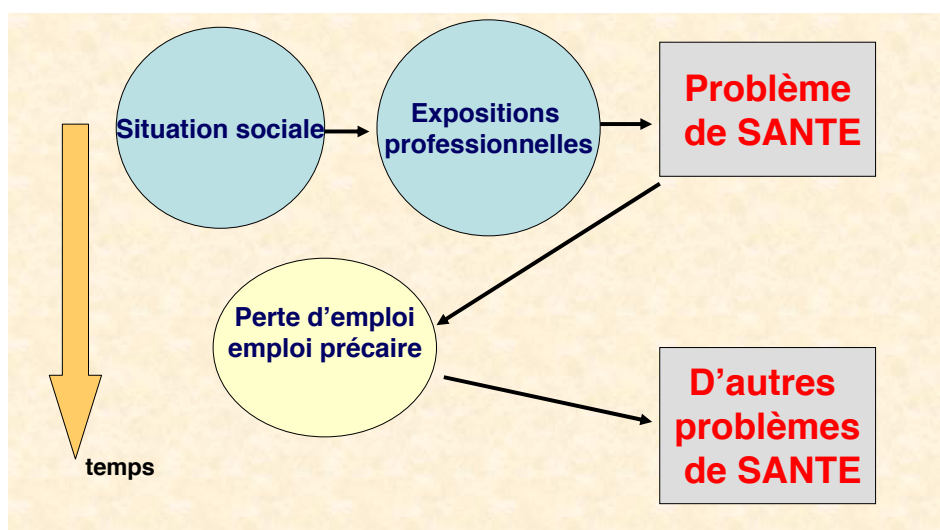 Situation sociale
Expositions
professionnelles
Problème
de SANTE
Perte d’emploi
emploi précaire
D’autres
problèmes
de SANTE
temps